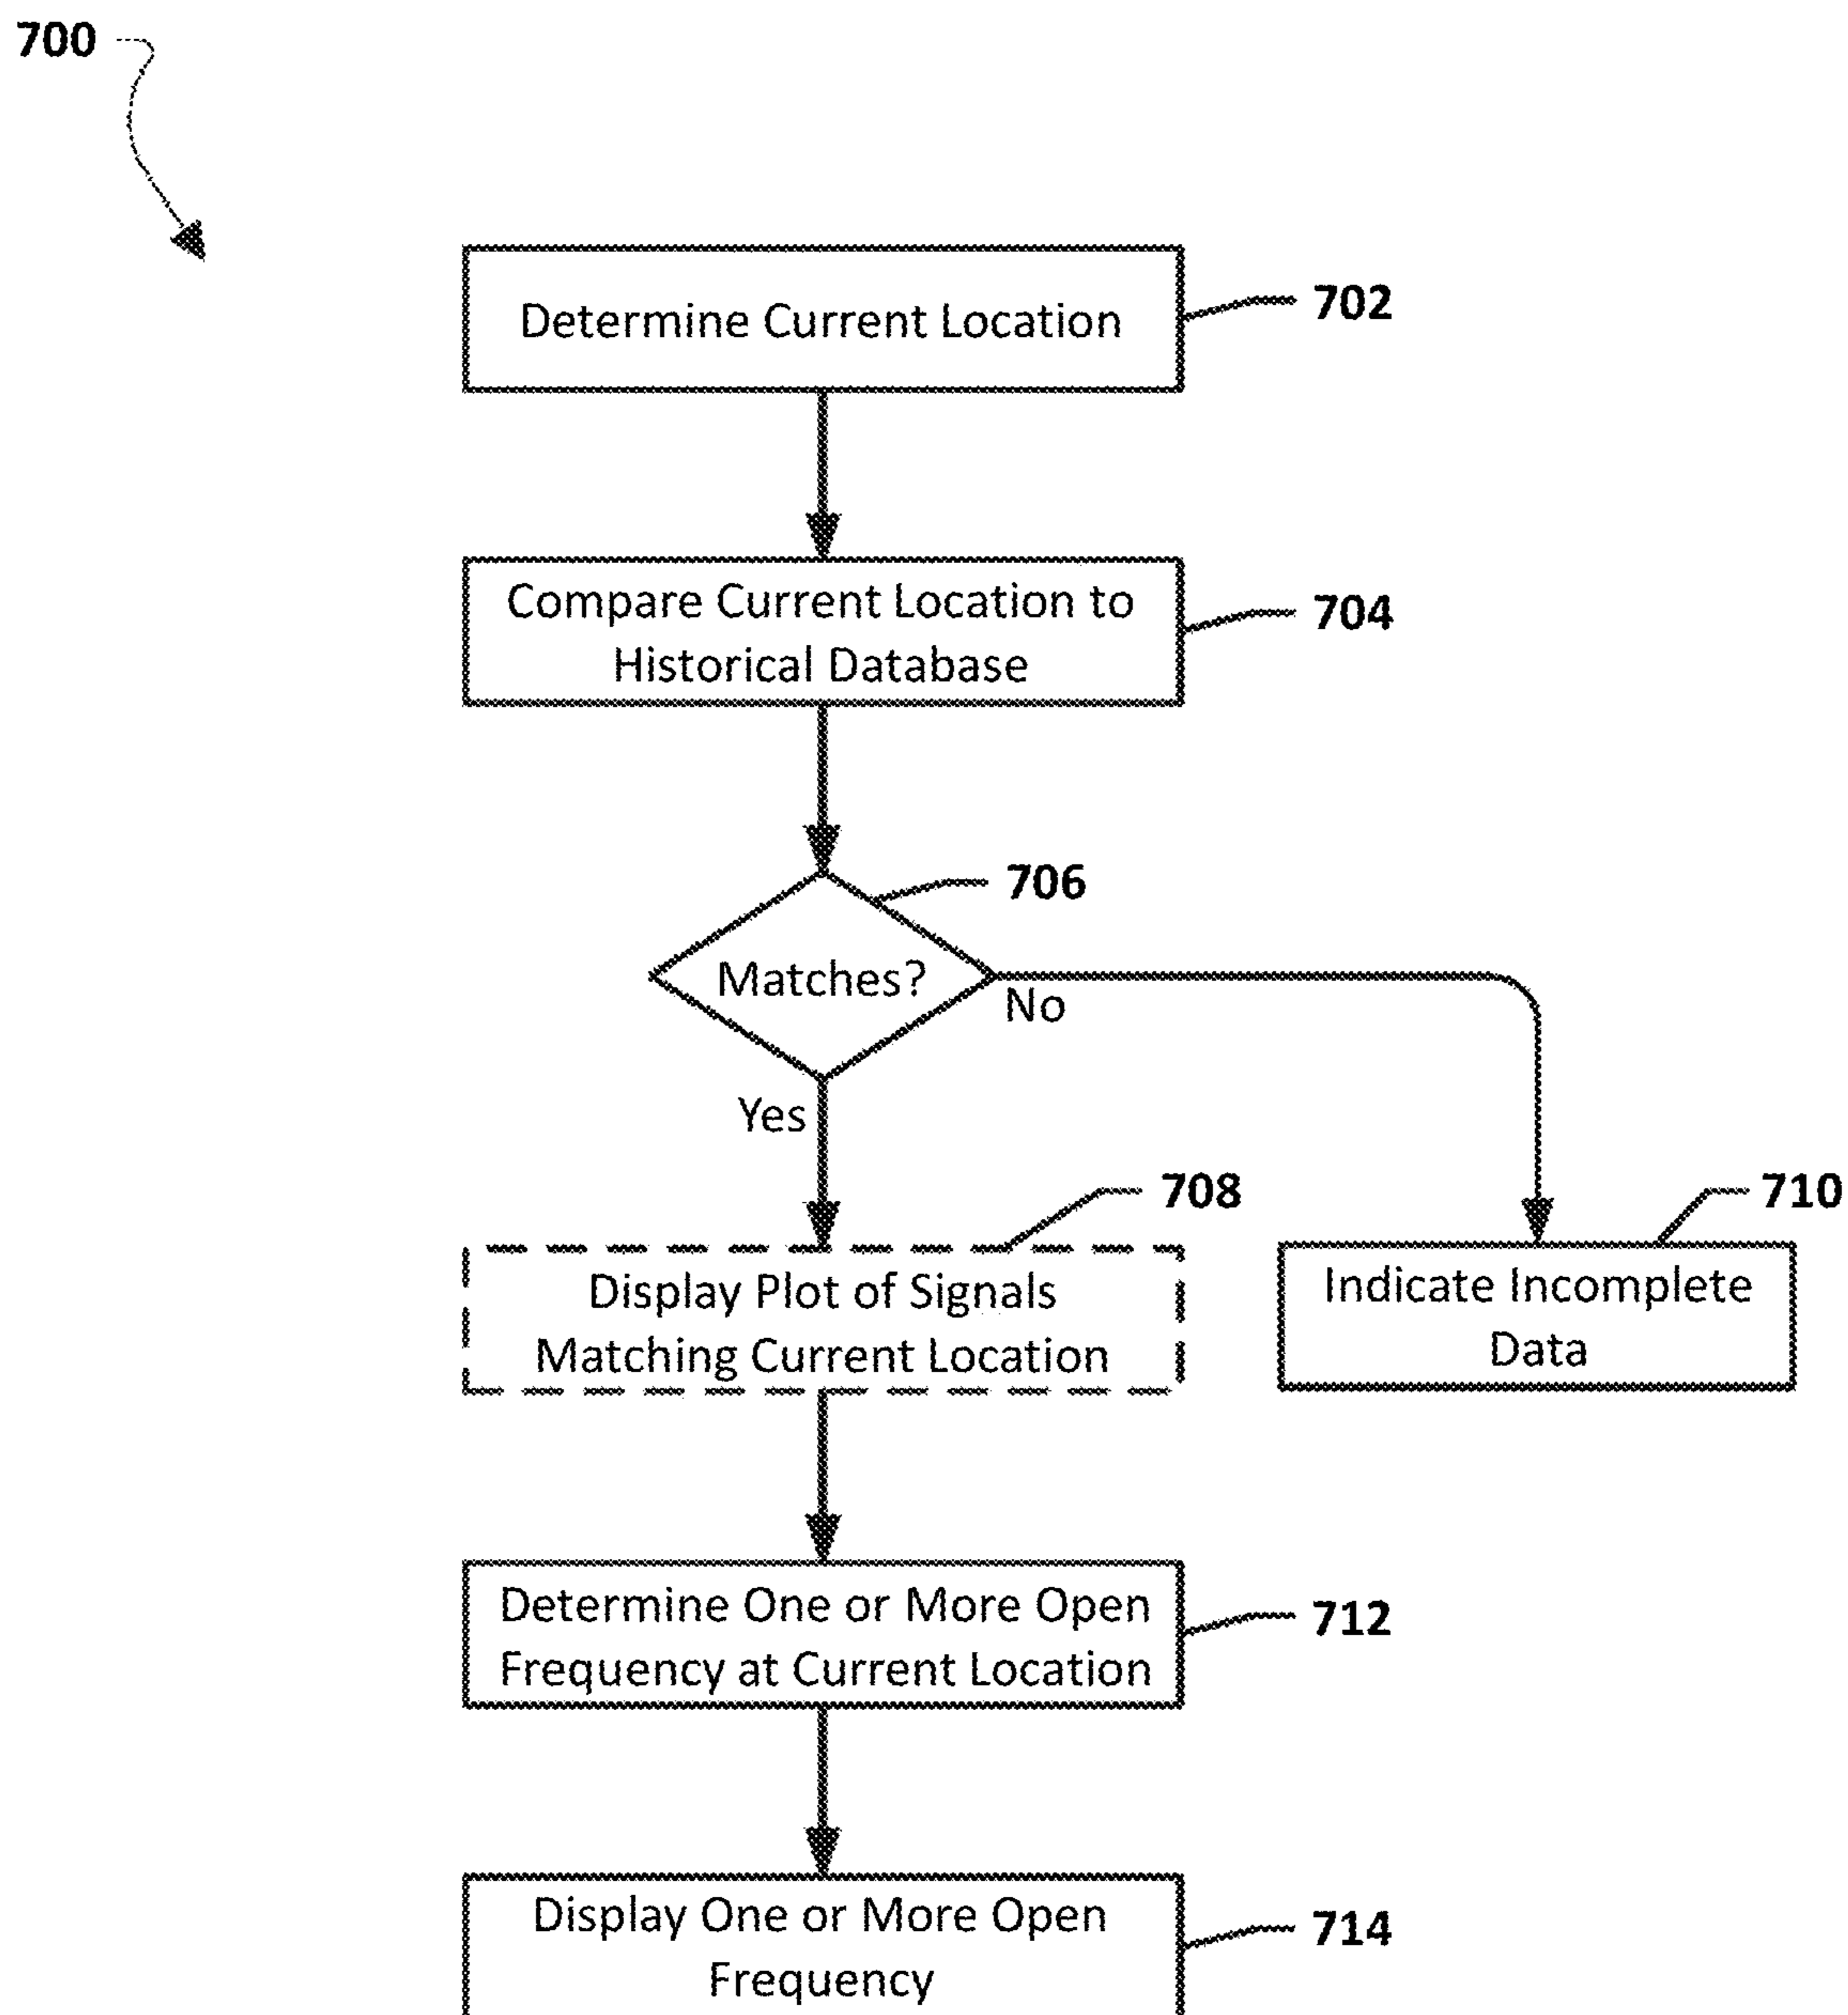 700
Determine Current Location
702
Compare Current Location to
Historical Database
704
706
Matches?
No
Yes
708
710
Display Plot of Signals
Matching Current Location
Indicate Incomplete
Data
Determine One or More Open
Frequency at Current Location
712
Display One or More Open
Frequency
714